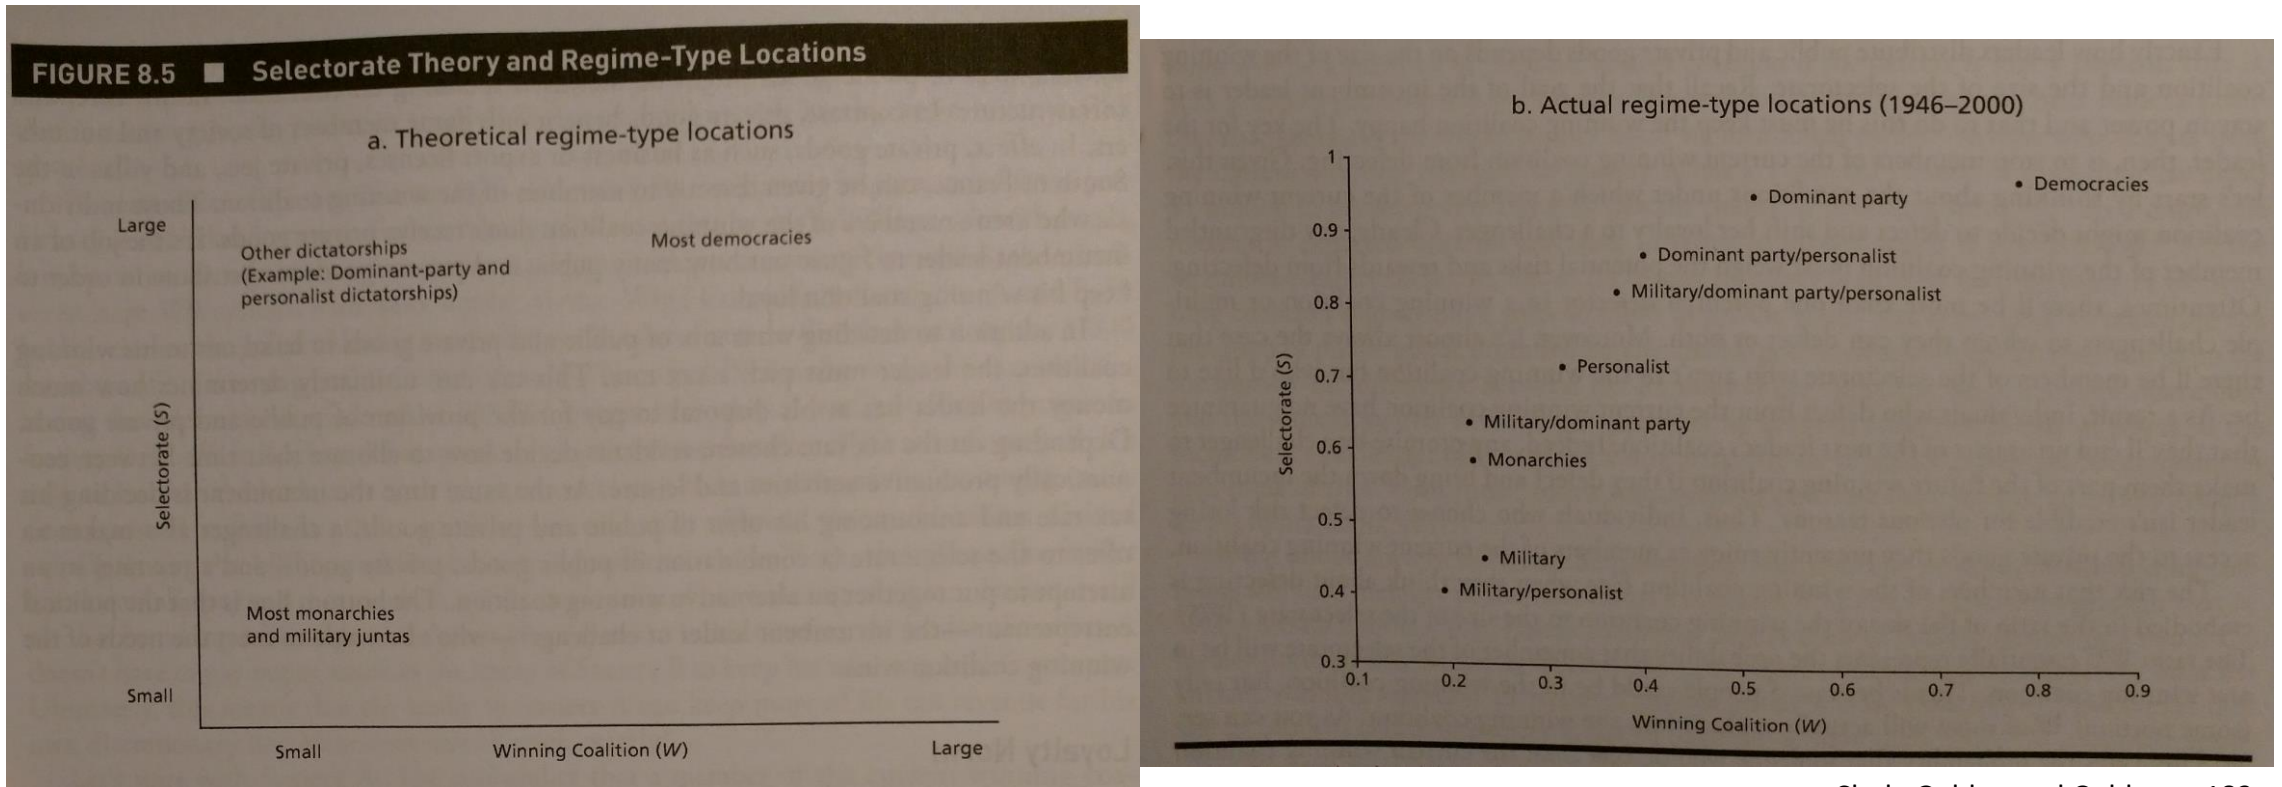 FIGURE 8.5 ■ Selectorate Theory and Regime-Type Locations
a. Theoretical regime-type locations
Large
Other dictatorships
(Example: Dominant-party and
personalist dictatorships)
Most democracies
Selectorate (S)
Most monarchies
and military juntas
Small
Small
Winning Coalition (W)
Large
b. Actual regime-type locations (1946–2000)
1
0.9
0.8
0.7
0.6
0.5
0.4
0.3
Selectorate (S)
• Democracies
• Dominant party
• Dominant party/personalist
• Military/dominant party/personalist
• Personalist
• Military/dominant party
• Monarchies
• Military
• Military/personalist
0.1 0.2 0.3 0.4 0.5 0.6 0.7 0.8 0.9
Winning Coalition (W)
Loyalty